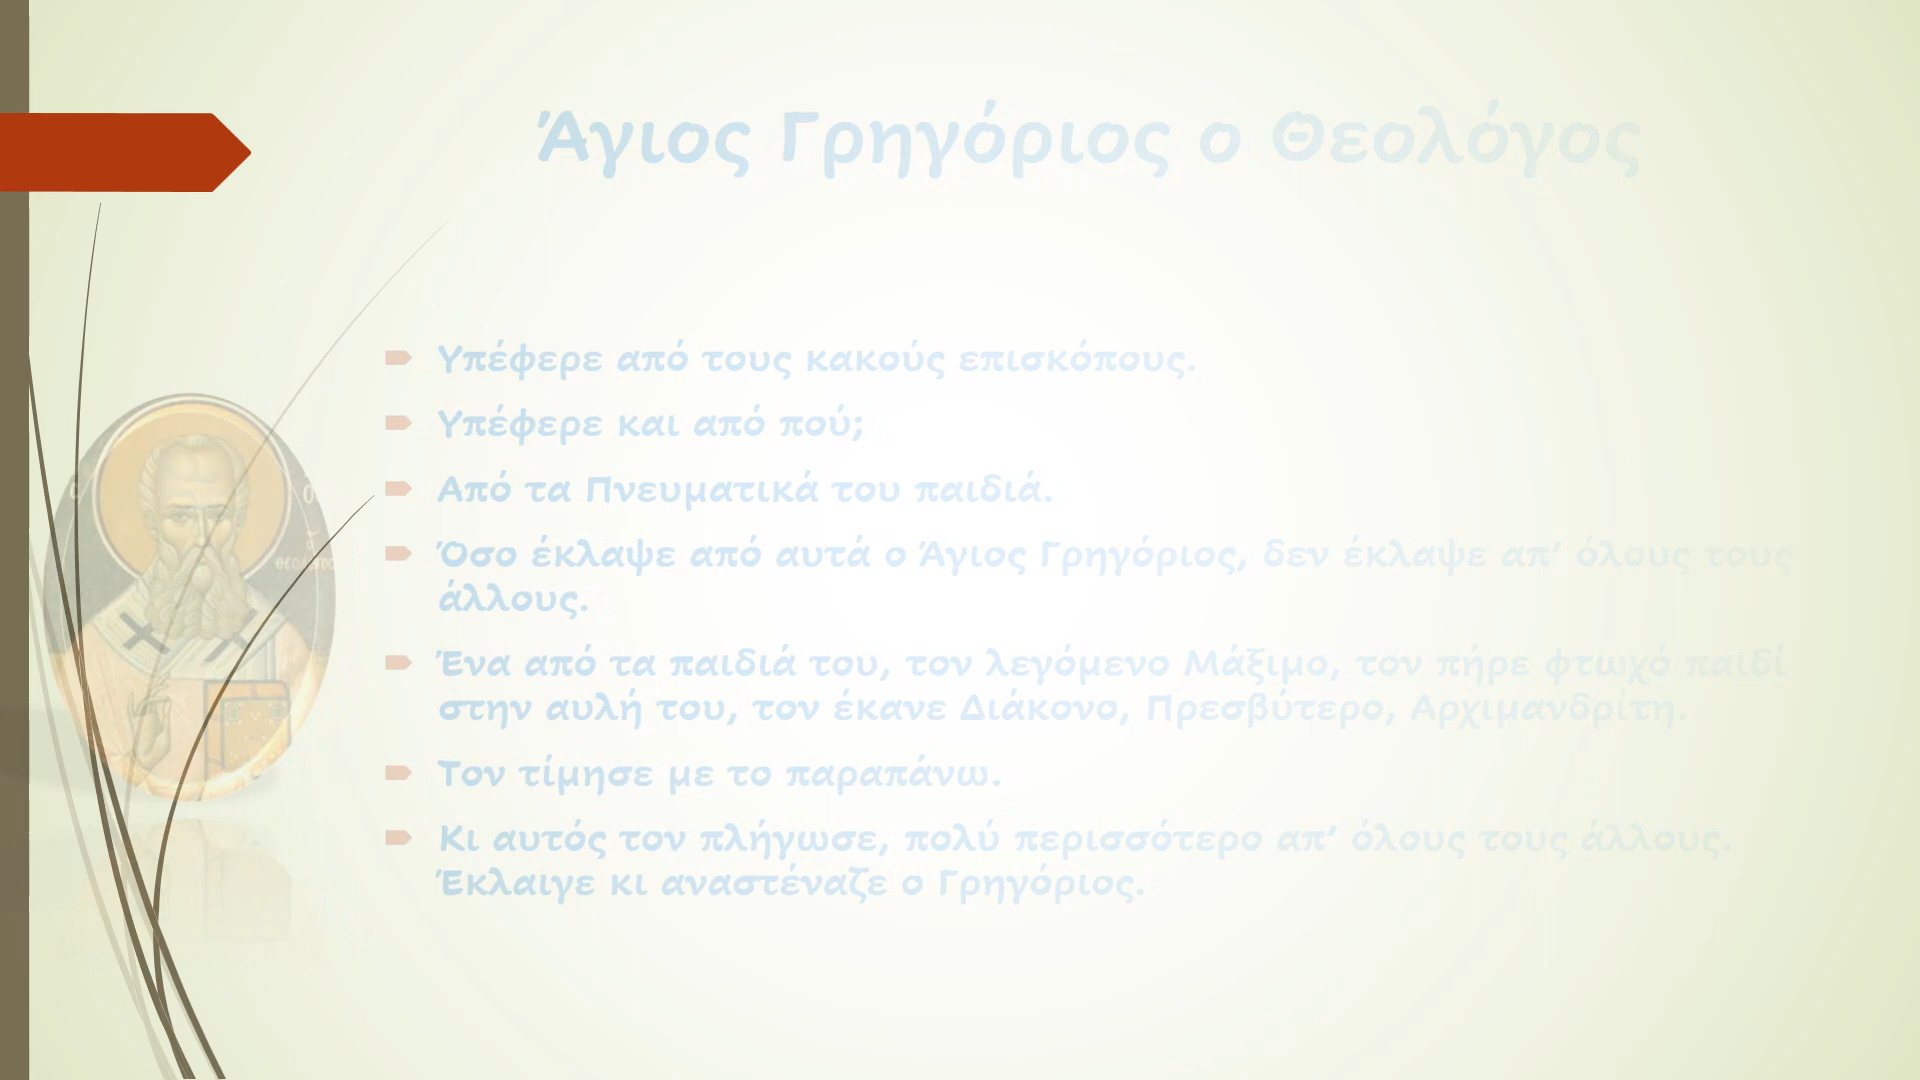 Άγιος Γρηγόριος ο Θεολόγος
Υπέφερε από τους κακούς επισκόπους.
Υπέφερε και από πού;
Από τα Πνευματικά του παιδιά.
Όσο έκλαψε από αυτά ο Άγιος Γρηγόριος, δεν έκλαψε απ’ όλους τους
άλλους.
Ένα από τα παιδιά του, τον λεγόμενο Μάξιμο, τον πήρε φτωχό παιδί
στην αυλή του, τον έκανε Διάκονο, Πρεσβύτερο, Αρχιμανδρίτη.
Τον τίμησε με το παραπάνω.
Κι αυτός τον πλήγωσε, πολύ περισσότερο απ’ όλους τους άλλους.
Έκλαιγε κι αναστέναζε ο Γρηγόριος.